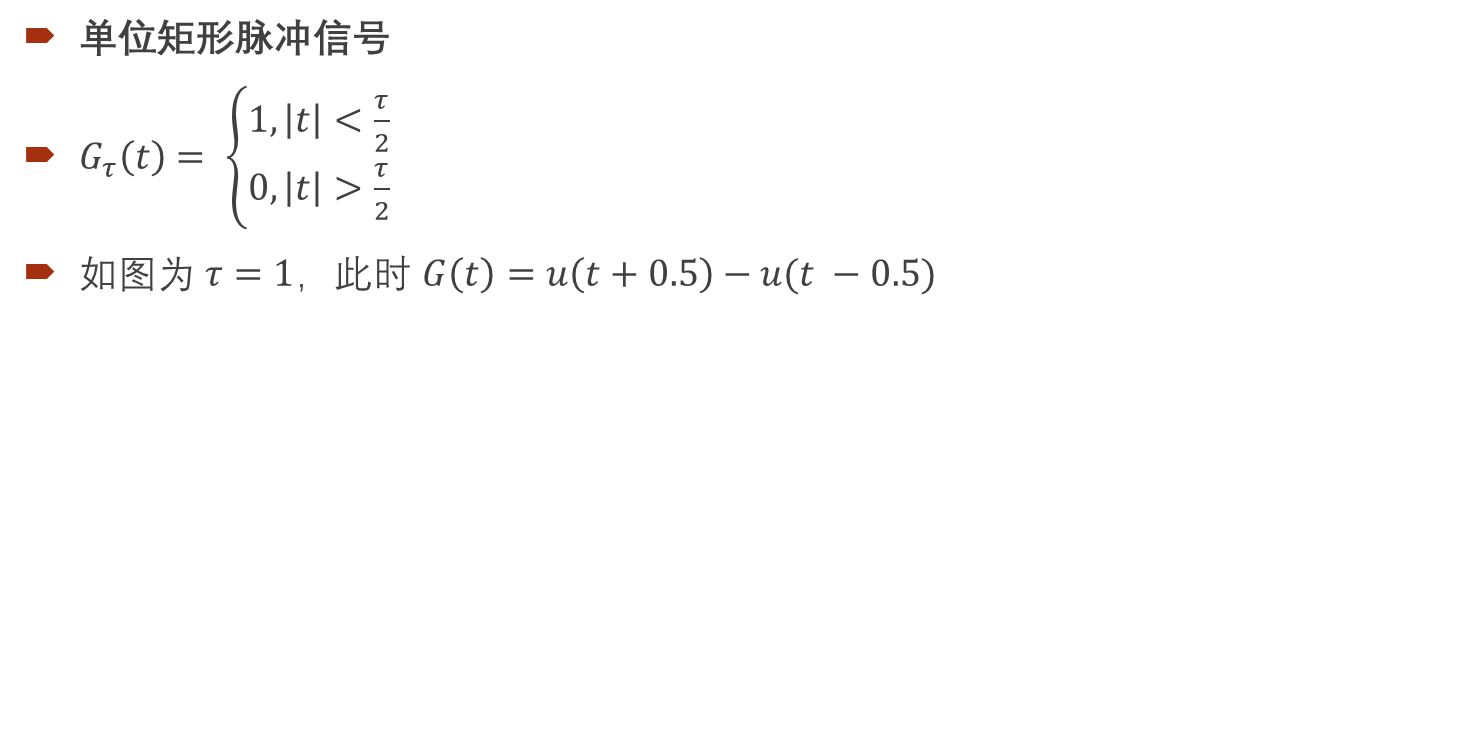 单位矩形脉冲信号
G_τ(t) = {1, |t| < τ/2
0, |t| > τ/2
如图为 τ = 1, 此时 G(t) = u(t + 0.5) − u(t − 0.5)